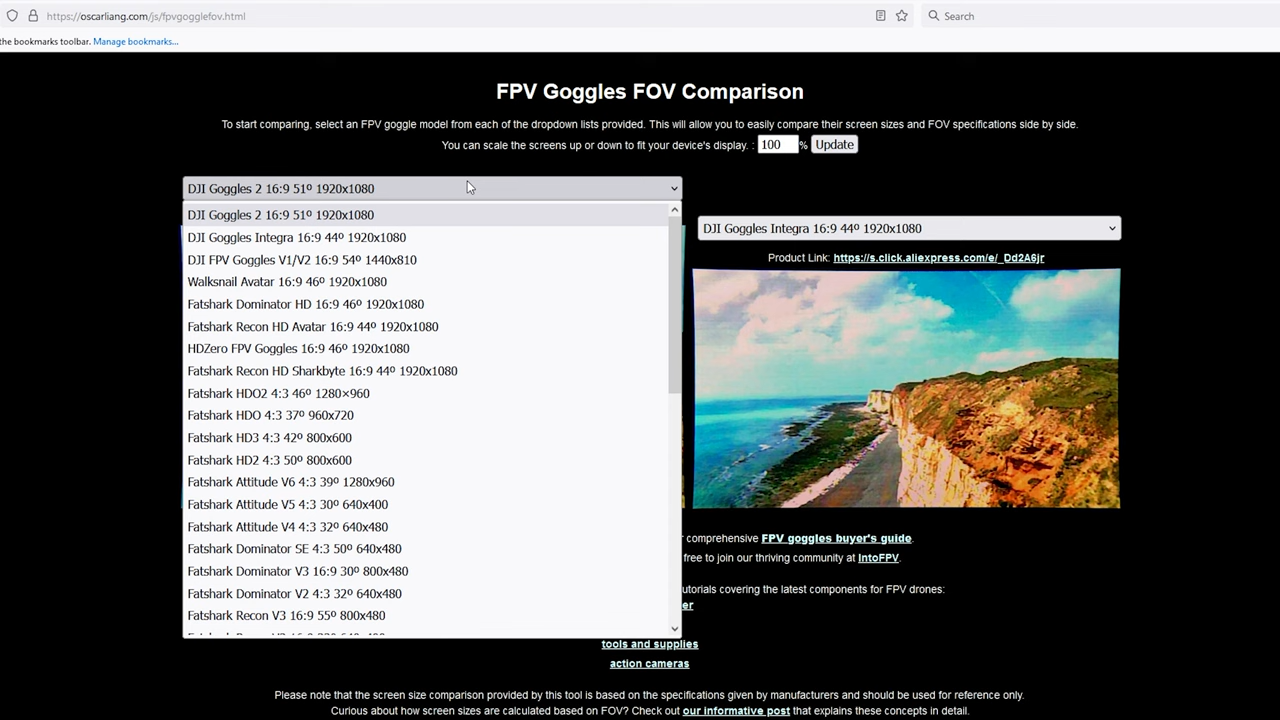 https://oscarliang.com/js/fpvgogglefov.html
Search
the bookmarks toolbar. Manage bookmarks...
FPV Goggles FOV Comparison
To start comparing, select an FPV goggle model from each of the dropdown lists provided. This will allow you to easily compare their screen sizes and FOV specifications side by side.
You can scale the screens up or down to fit your device's display. : 100 % Update
DJI Goggles 2 16:9 51º 1920x1080
DJI Goggles 2 16:9 51º 1920x1080
DJI Goggles Integra 16:9 44º 1920x1080
DJI FPV Goggles V1/V2 16:9 54º 1440x810
Walksnail Avatar 16:9 46º 1920x1080
Fatshark Dominator HD 16:9 46º 1920x1080
Fatshark Recon HD Avatar 16:9 44º 1920x1080
HDZero FPV Goggles 16:9 46º 1920x1080
Fatshark Recon HD Sharkbyte 16:9 44º 1920x1080
Fatshark HDO2 4:3 46º 1280×960
Fatshark HDO 4:3 37º 960x720
Fatshark HD3 4:3 42º 800x600
Fatshark HD2 4:3 50º 800x600
Fatshark Attitude V6 4:3 39º 1280x960
Fatshark Attitude V5 4:3 30º 640x400
Fatshark Attitude V4 4:3 32º 640x480
Fatshark Dominator SE 4:3 50º 640x480
Fatshark Dominator V3 16:9 30º 800x480
Fatshark Dominator V2 4:3 32º 640x480
Fatshark Recon V3 16:9 55º 800x480
DJI Goggles Integra 16:9 44º 1920x1080
Product Link: https://s.click.aliexpress.com/e/_Dd2A6jr
comprehensive FPV goggles buyer's guide.
free to join our thriving community at IntoFPV.
utorials covering the latest components for FPV drones:
er
tools and supplies
action cameras
Please note that the screen size comparison provided by this tool is based on the specifications given by manufacturers and should be used for reference only.
Curious about how screen sizes are calculated based on FOV? Check out our informative post that explains these concepts in detail.